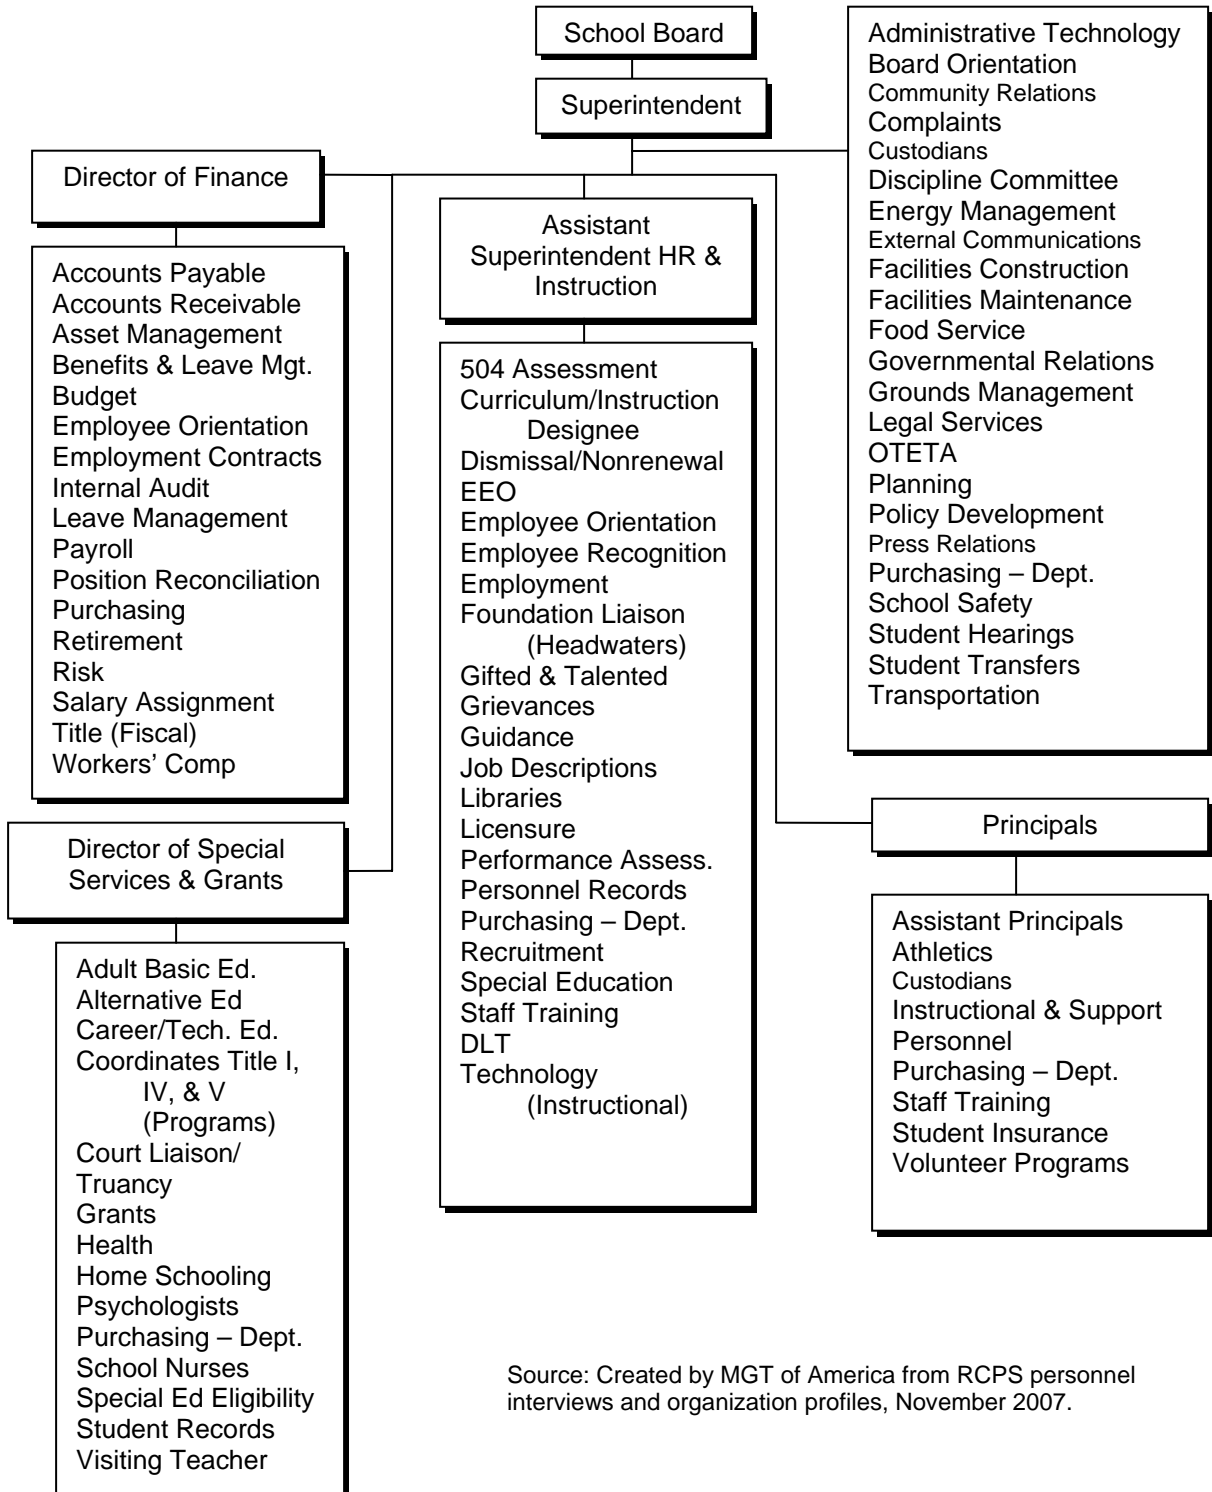 School Board
Superintendent
Administrative Technology
Board Orientation
Community Relations
Complaints
Custodians
Discipline Committee
Energy Management
External Communications
Facilities Construction
Facilities Maintenance
Food Service
Governmental Relations
Grounds Management
Legal Services
OTETA
Planning
Policy Development
Press Relations
Purchasing – Dept.
School Safety
Student Hearings
Student Transfers
Transportation
Director of Finance
Accounts Payable
Accounts Receivable
Asset Management
Benefits & Leave Mgt.
Budget
Employee Orientation
Employment Contracts
Internal Audit
Leave Management
Payroll
Position Reconciliation
Purchasing
Retirement
Risk
Salary Assignment
Title (Fiscal)
Workers’ Comp
Assistant
Superintendent HR &
Instruction
504 Assessment
Curriculum/Instruction
Designee
Dismissal/Nonrenewal
EEO
Employee Orientation
Employee Recognition
Employment
Foundation Liaison
(Headwaters)
Gifted & Talented
Grievances
Guidance
Job Descriptions
Libraries
Licensure
Performance Assess.
Personnel Records
Purchasing – Dept.
Recruitment
Special Education
Staff Training
DLT
Technology
(Instructional)
Director of Special
Services & Grants
Adult Basic Ed.
Alternative Ed
Career/Tech. Ed.
Coordinates Title I,
IV, & V
(Programs)
Court Liaison/
Truancy
Grants
Health
Home Schooling
Psychologists
Purchasing – Dept.
School Nurses
Special Ed Eligibility
Student Records
Visiting Teacher
Principals
Assistant Principals
Athletics
Custodians
Instructional & Support
Personnel
Purchasing – Dept.
Staff Training
Student Insurance
Volunteer Programs
Source: Created by MGT of America from RCPS personnel
interviews and organization profiles, November 2007.